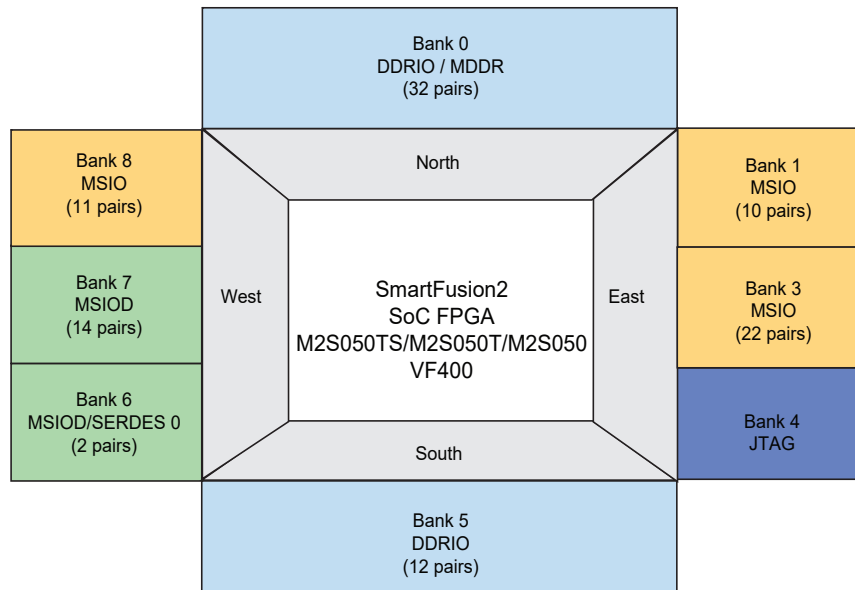 Bank 0
DDRIO / MDDR
(32 pairs)
Bank 8
MSIO
(11 pairs)
North
Bank 1
MSIO
(10 pairs)
Bank 7
MSIOD
(14 pairs)
West
SmartFusion2
SoC FPGA
M2S050TS/M2S050T/M2S050
VF400
East
Bank 3
MSIO
(22 pairs)
Bank 6
MSIOD/SERDES 0
(2 pairs)
South
Bank 4
JTAG
Bank 5
DDRIO
(12 pairs)